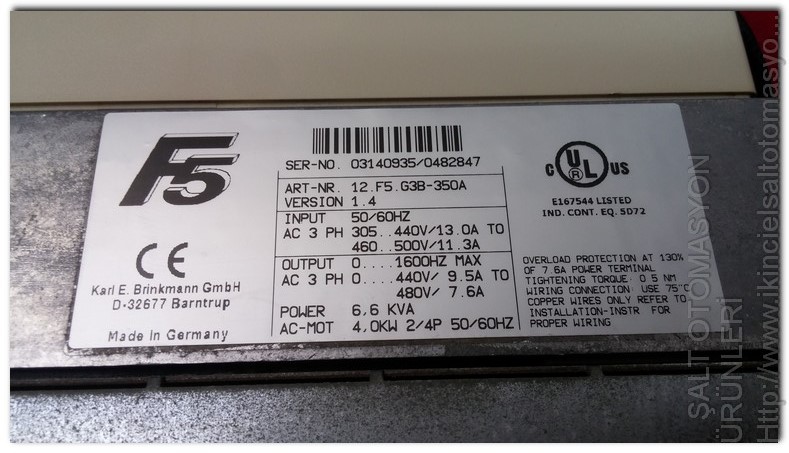 F5
SER-NO. 03140935/0482847
ART-NR. 12.F5.G3B-350A
VERSION 1.4
INPUT 50/60HZ
AC 3 PH 305..440V/13.0A TO
460..500V/11.3A
OUTPUT 0....1600HZ MAX
AC 3 PH 0....440V/ 9.5A TO
480V/ 7.6A
POWER 6,6 KVA
AC-MOT 4,0KW 2/4P 50/60HZ
CE
Karl E. Brinkmann GmbH
D-32677 Barntrup
Made in Germany
C UL US
E167544 LISTED
IND. CONT. EQ. 5D72
OVERLOAD PROTECTION AT 130%
OF 7.6A POWER TERMINAL
TIGHTENING TORQUE: 0.5 NM
WIRING CONNECTION: USE 75°C
COPPER WIRES ONLY REFER TO
INSTALLATION-INSTR FOR
PROPER WIRING
ŞALT OTOMASYON
ÜRÜNLERİ
Http://www.ikincielsaltotomasyo...